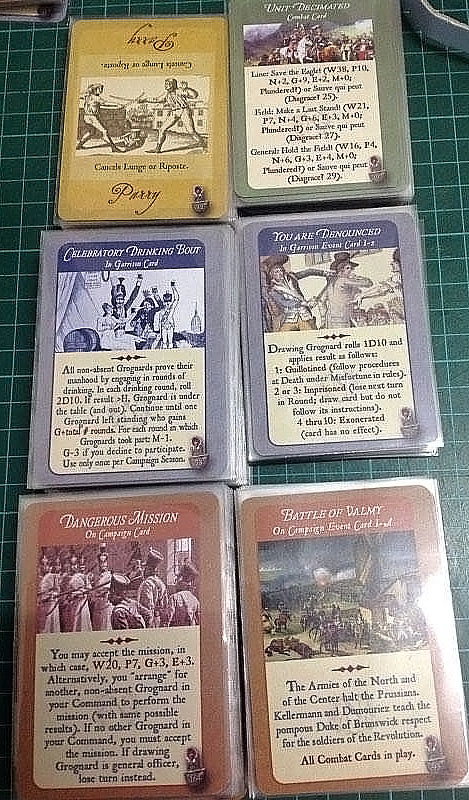 Parry
Cancels Lunge or Riposte.
Cancels Lunge or Riposte.
Parry
Unit Decimated
Combat Card
Line: Save the Eagle! (W38, P10,
N+2, G+9, E+2, M+0;
Plundered?) or Sauve qui peut
(Disgrace? 25).
Field: Make a Last Stand! (W21,
P7, N+4, G+6, E+3, M+0;
Plundered?) or Sauve qui peut
(Disgrace? 27).
General: Hold the Field! (W16, P4,
N+6, G+3, E+4, M+0;
Plundered?) or Sauve qui peut
(Disgrace? 29).
Celebratory Drinking Bout
In Garrison Card
All non-absent Grognards prove their
manhood by engaging in rounds of
drinking. In each drinking round, roll
2D10. If result >H, Grognard is under
the table (and out). Continue until one
Grognard left standing who gains
G+total # rounds. For each round in which
Grognards took part: M-1.
G-3 if you decline to participate.
Use only once per Campaign Season.
You are Denounced
In Garrison Event Card 1-2
Drawing Grognard rolls 1D10 and
applies result as follows:
1: Guillotined (follow procedures
at Death under Misfortune in rules).
2 or 3: Imprisoned (lose next turn
in Round; draw card but do not
follow its instructions).
4 thru 10: Exonerated
(card has no effect).
Dangerous Mission
On Campaign Card
You may accept the mission, in
which case, W20, P7, G+3, E+3.
Alternatively, you "arrange" for
another, non-absent Grognard in
your Command to perform the
mission (with same possible
results). If no other Grognard in
your Command, you must accept
the mission. If drawing
Grognard is general officer,
lose turn instead.
Battle of Valmy
On Campaign Event Card 1-4
The Armies of the North and
of the Center halt the Prussians.
Kellermann and Dumouriez teach the
pompous Duke of Brunswick respect
for the soldiers of the Revolution.
All Combat Cards in play.